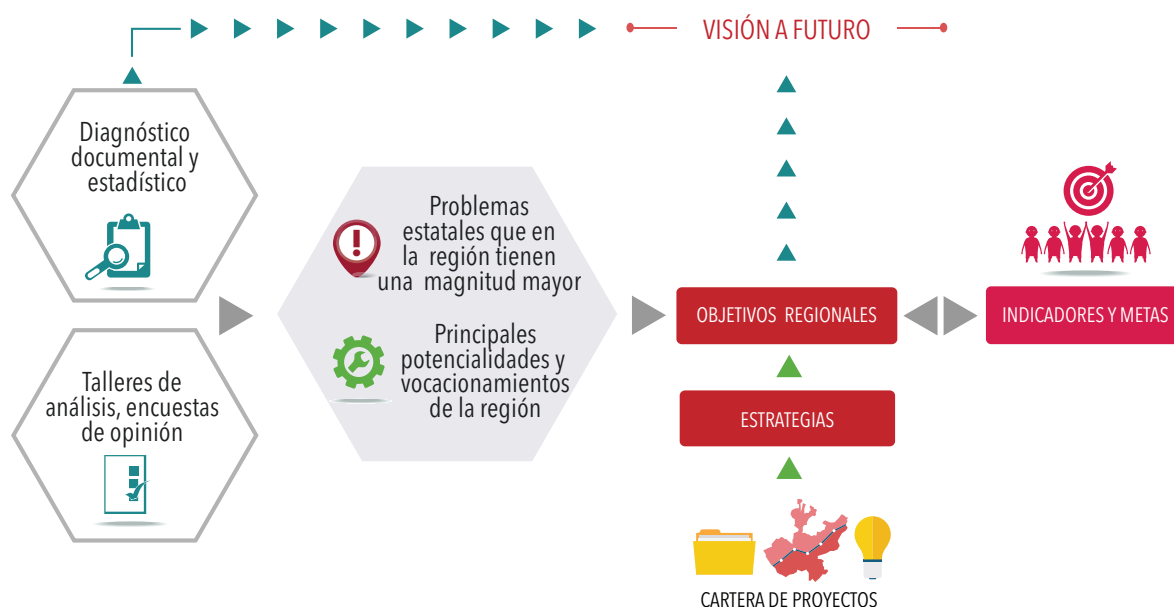 VISIÓN A FUTURO
Diagnóstico
documental y
estadístico
Talleres de
análisis, encuestas
de opinión
Problemas
estatales que en
la región tienen
una magnitud mayor
Principales
potencialidades y
vocacionamientos
de la región
OBJETIVOS REGIONALES
INDICADORES Y METAS
ESTRATEGIAS
CARTERA DE PROYECTOS